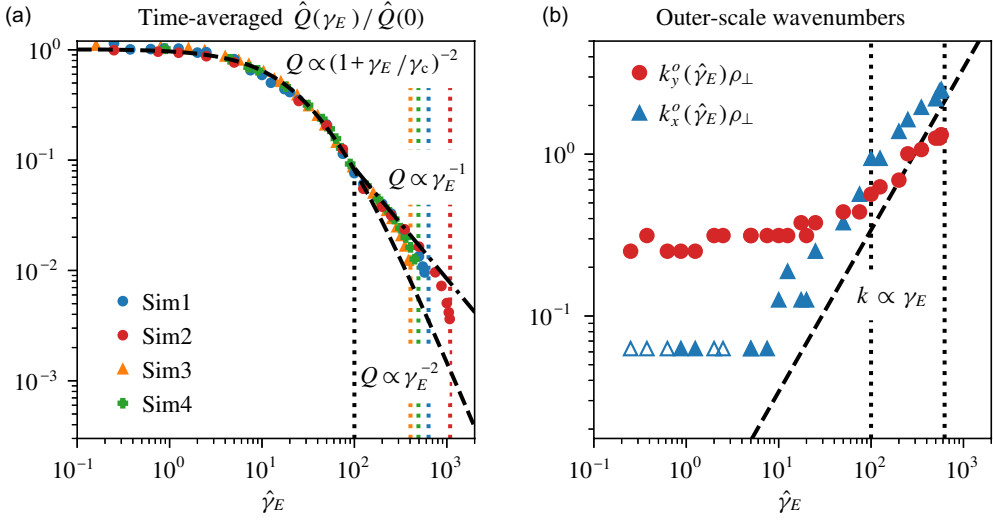 (a) Time-averaged Q̂(γ_E)/Q̂(0)
10^0
10^{-1}
10^{-2}
10^{-3}
Q ∝ (1+γ_E/γ_c)^{-2}
Q ∝ γ_E^{-1}
Q ∝ γ_E^{-2}
Sim1
Sim2
Sim3
Sim4
10^{-1} 10^0 10^1 10^2 10^3
γ̂_E
(b) Outer-scale wavenumbers
k_y^o(γ̂_E)ρ_⊥
k_x^o(γ̂_E)ρ_⊥
10^0
10^{-1}
k ∝ γ_E
10^{-1} 10^0 10^1 10^2 10^3
γ̂_E